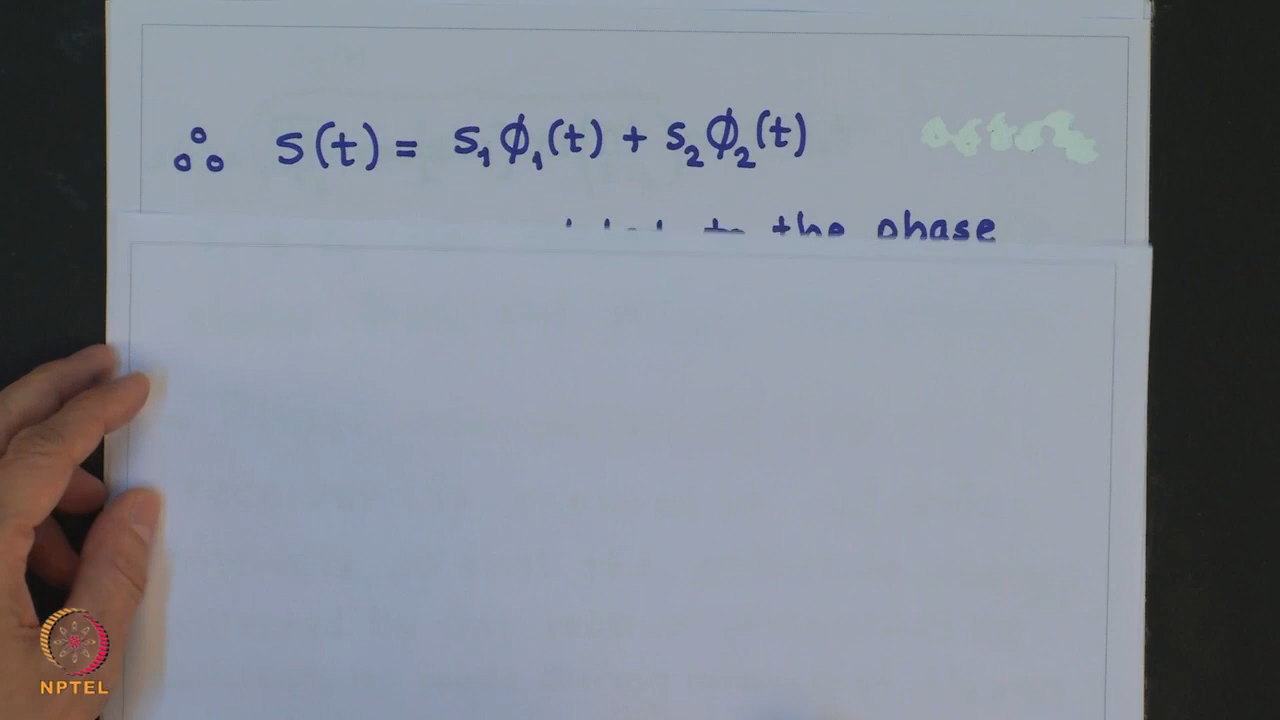 ∴ s(t) = s₁ϕ₁(t) + s₂ϕ₂(t)
the phase
NPTEL